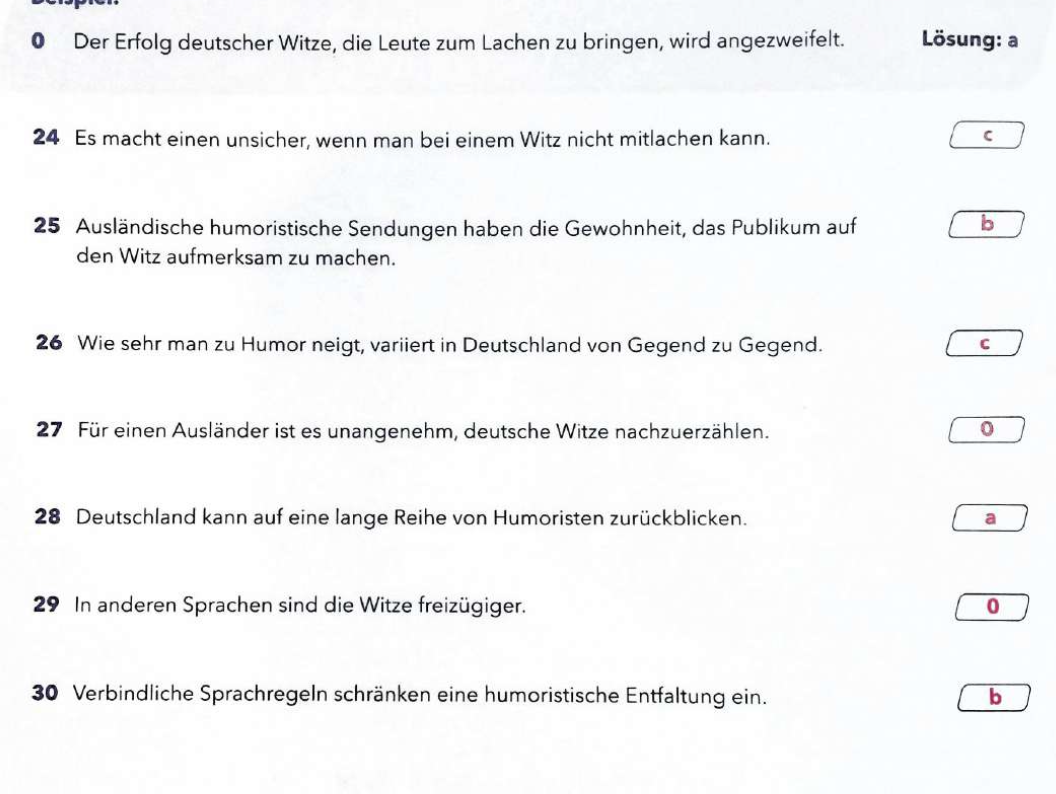 Beispiel:
0 Der Erfolg deutscher Witze, die Leute zum Lachen zu bringen, wird angezweifelt. Lösung: a
24 Es macht einen unsicher, wenn man bei einem Witz nicht mitlachen kann. c
25 Ausländische humoristische Sendungen haben die Gewohnheit, das Publikum auf b
den Witz aufmerksam zu machen.
26 Wie sehr man zu Humor neigt, variiert in Deutschland von Gegend zu Gegend. c
27 Für einen Ausländer ist es unangenehm, deutsche Witze nachzuerzählen. 0
28 Deutschland kann auf eine lange Reihe von Humoristen zurückblicken. a
29 In anderen Sprachen sind die Witze freizügiger. 0
30 Verbindliche Sprachregeln schränken eine humoristische Entfaltung ein. b